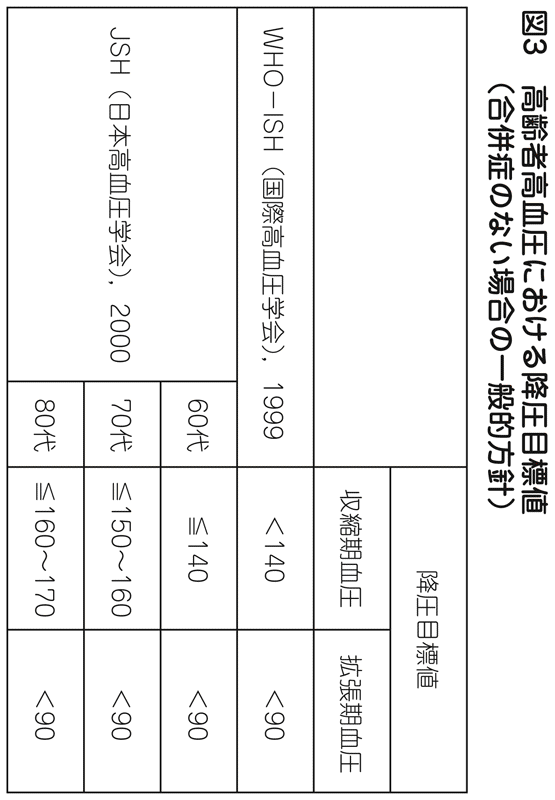 図3　高齢者高血圧における降圧目標値
（合併症のない場合の一般的方針）
降圧目標値
収縮期血圧　拡張期血圧
WHO－ISH（国際高血圧学会），1999　＜140　＜90
JSH（日本高血圧学会），2000　60代　≦140　＜90
70代　≦150～160　＜90
80代　≦160～170　＜90